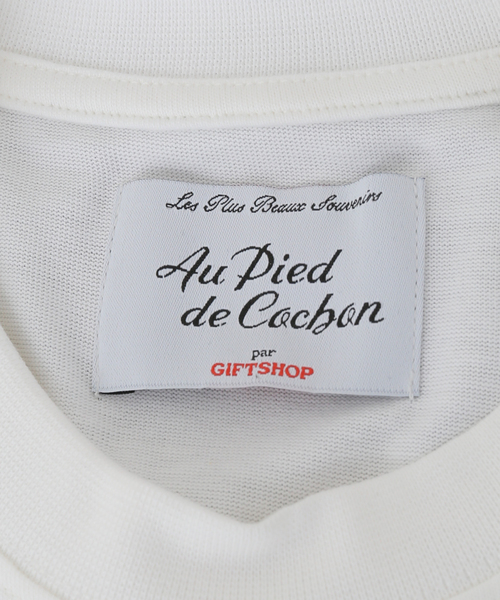 Les Plus Beaux Souvenirs
Au Pied
de Cochon
par
GIFTSHOP